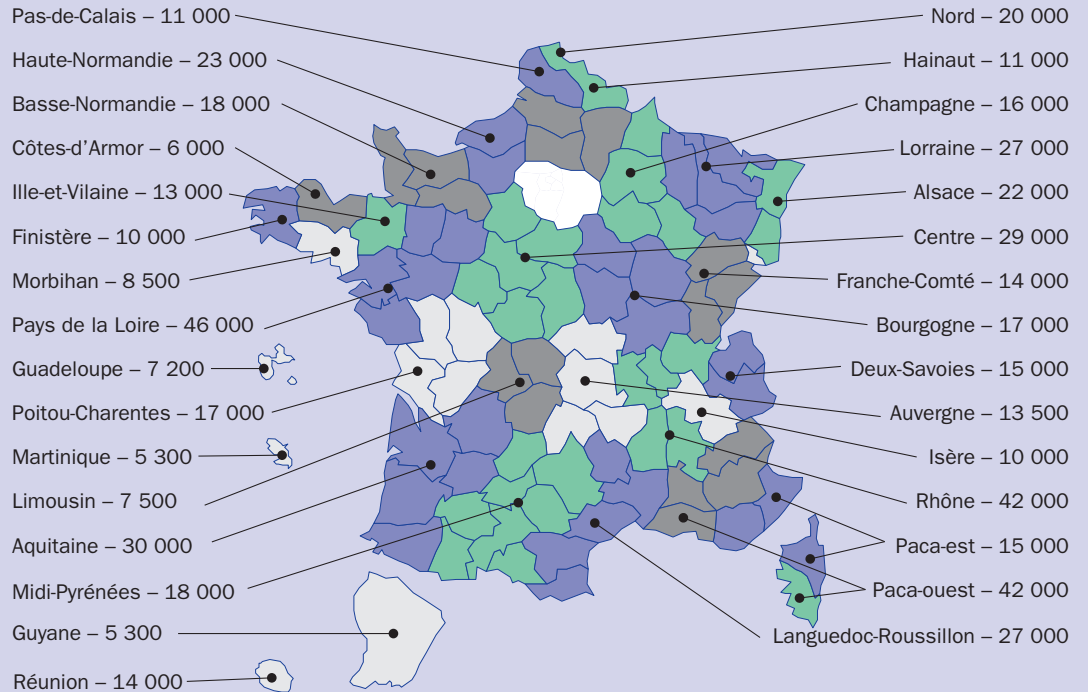 Pas-de-Calais – 11 000
Haute-Normandie – 23 000
Basse-Normandie – 18 000
Côtes-d’Armor – 6 000
Ille-et-Vilaine – 13 000
Finistère – 10 000
Morbihan – 8 500
Pays de la Loire – 46 000
Guadeloupe – 7 200
Poitou-Charentes – 17 000
Martinique – 5 300
Limousin – 7 500
Aquitaine – 30 000
Midi-Pyrénées – 18 000
Guyane – 5 300
Réunion – 14 000
Nord – 20 000
Hainaut – 11 000
Champagne – 16 000
Lorraine – 27 000
Alsace – 22 000
Centre – 29 000
Franche-Comté – 14 000
Bourgogne – 17 000
Deux-Savoies – 15 000
Auvergne – 13 500
Isère – 10 000
Rhône – 42 000
Paca-est – 15 000
Paca-ouest – 42 000
Languedoc-Roussillon – 27 000